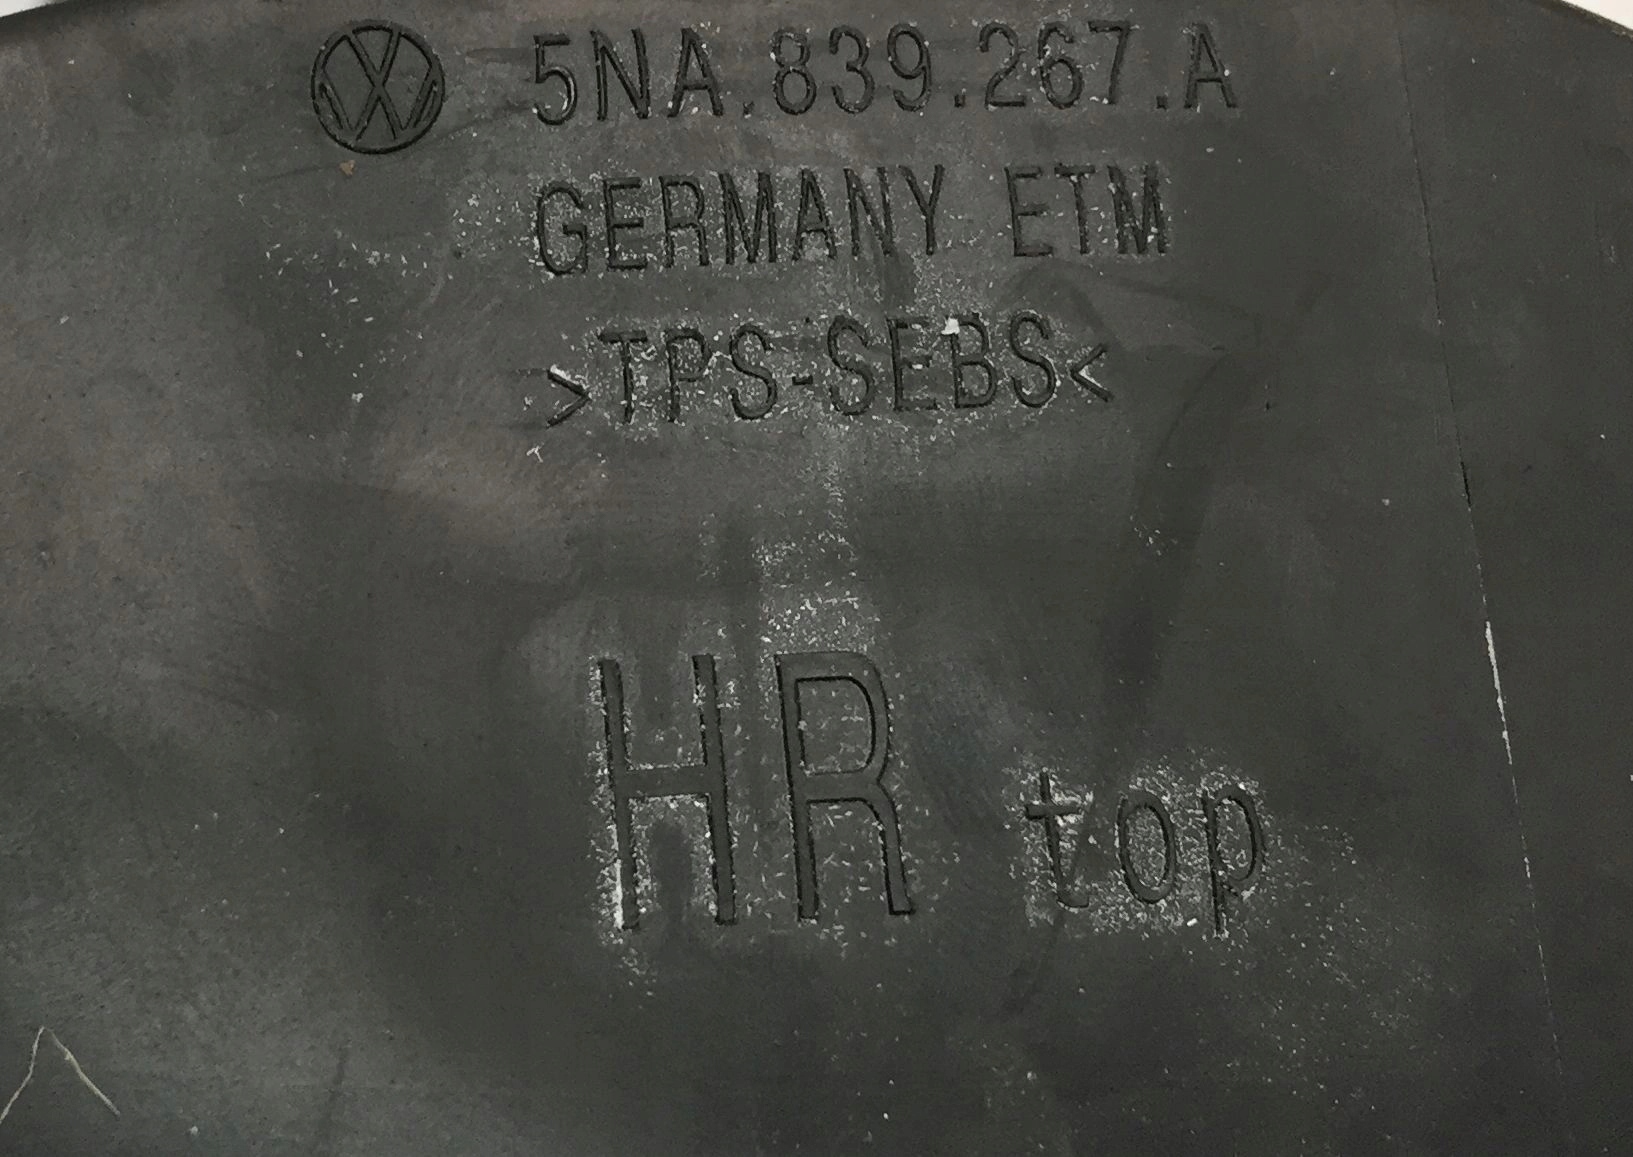 5NA.839.267.A
GERMANY ETM
>TPS-SEBS<
HR top